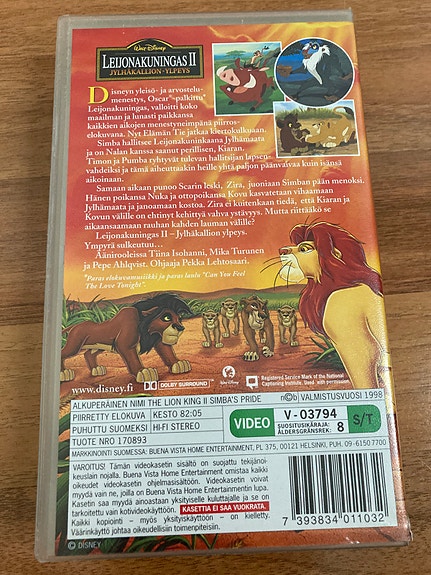 WALT DISNEY
LEIJONAKUNINGAS II
JYLHÄKALLION YLPEYS
Disneyn yleisö- ja arvostelu-
menestys, Oscar*-palkittu
Leijonakuningas, valloitti koko
maailman ja lunasti paikkansa
kaikkien aikojen menestyneimpänä piirros-
elokuvana. Nyt Elämän Tie jatkaa kiertokulkuaan.
Simba hallitsee Leijonakuninkaana Jylhämaata
ja on Nalan kanssa saanut perillisen, Kiaran.
Timon ja Pumba ryhtyvät tulevan hallitsijan lapsen-
vahdeiksi ja tämä aiheuttaakin heille yhtä paljon päänvaivaa kuin isänsä
aikoinaan.
Samaan aikaan punoo Scarin leski, Zira, juoniaan Simban pään menoksi.
Hänen poikansa Nuka ja ottopoikansa Kovu kasvatetaan vihaamaan
Jylhämaata ja janoamaan kostoa. Zira ei kuitenkaan tiedä, että Kiaran ja
Kovun välille on ehtinyt kehittyä vahva ystävyys. Mutta riittääkö se
aikaansaamaan rauhan kahden lauman välille?
Leijonakuningas II – Jylhäkallion ylpeys.
Ympyrä sulkeutuu...
Äänirooleissa Tiina Isohanni, Mika Turunen
ja Pepe Ahlqvist. Ohjaaja Pekka Lehtosaari.
*Paras elokuvamusiikki ja paras laulu "Can You Feel
The Love Tonight".
www.disney.fi
DOLBY SURROUND
Registered Service Mark of the National
Captioning Institute. Used with permission.
ALKUPERÄINEN NIMI THE LION KING II SIMBA'S PRIDE
n©b VALMISTUSVUOSI 1998
PIIRRETTY ELOKUVA
KESTO 82:05
PUHUTTU SUOMEKSI
HI-FI STEREO
TUOTE NRO 170893
VIDEO
V - 03794
SUOSITUSIKÄRAJA
ÅLDERSGRÄNSREK.:
8
S/T
MARKKINOINTI SUOMESSA: BUENA VISTA HOME ENTERTAINMENT, PL 375, 00121 HELSINKI, PUH. 09-6150 7700
VAROITUS! Tämän videokasetin sisältö on suojattu tekijänoi-
keuslain nojalla. Buena Vista Home Entertainment omistaa kaikki
oikeudet videokasetin ohjelmasisältöön. Videokasetin voivat
myydä vain ne, joilla on Buena Vista Home Entertainmentin lupa.
Kasetin saa myydä ainoastaan yksityiselle kuluttajalle ja se on
tarkoitettu vain kotivideokäyttöön. KASETTIA EI SAA VUOKRATA.
Kaikki kopiointi – myös yksityiskäyttöön – on kielletty.
Väärinkäyttö johtaa oikeudellisiin toimenpiteisiin.
© DISNEY
7 393834 011032